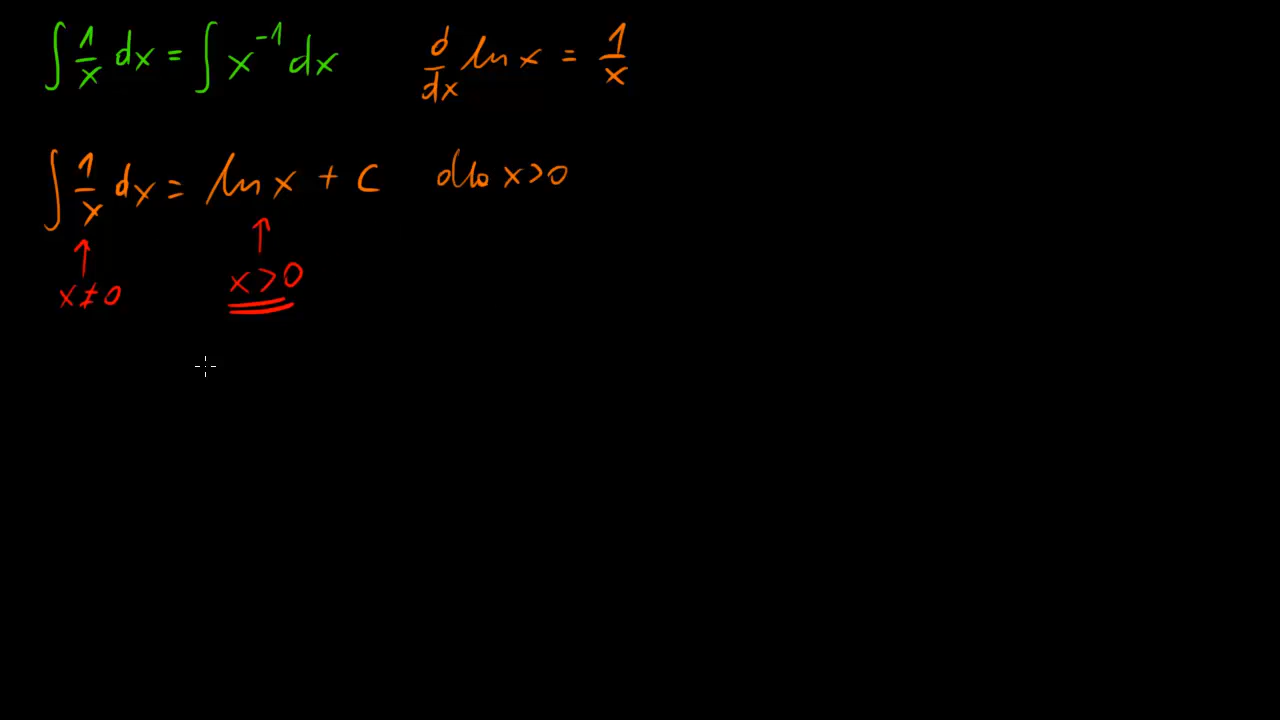 ∫ 1/x dx = ∫ x⁻¹ dx    d/dx ln x = 1/x
∫ 1/x dx = ln x + C    dla x>0
x≠0    x>0